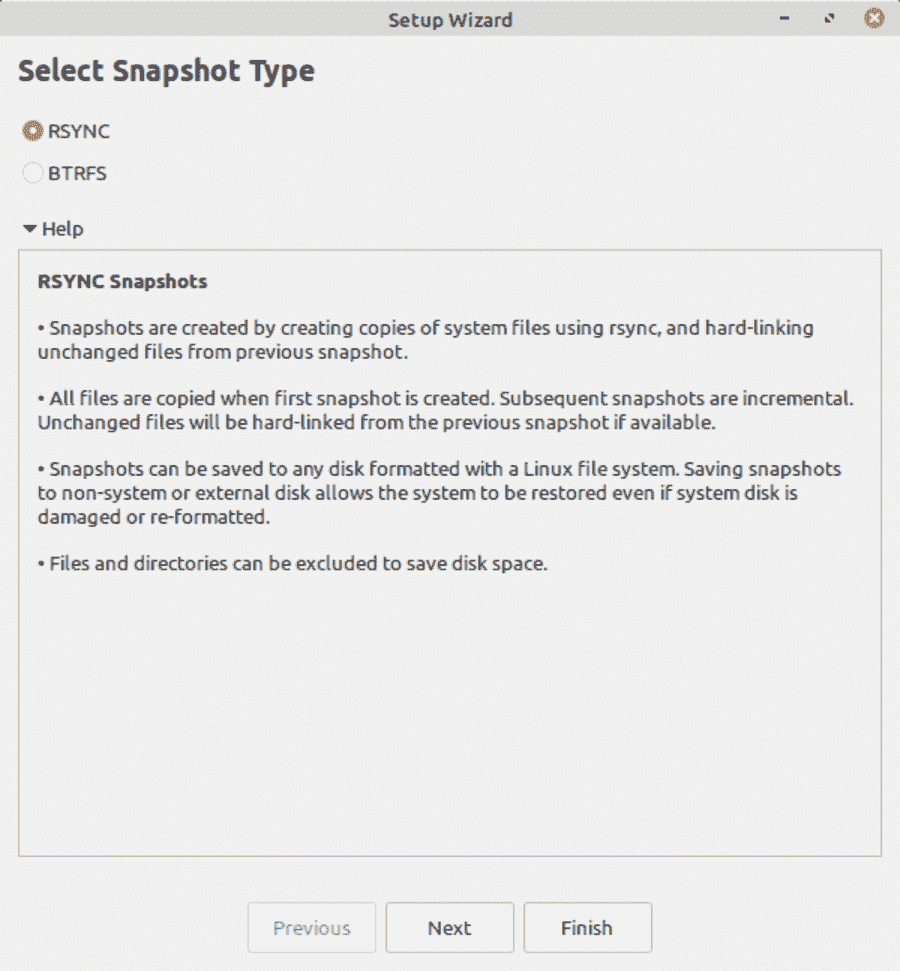 Setup Wizard
Select Snapshot Type
RSYNC
BTRFS
Help
RSYNC Snapshots
• Snapshots are created by creating copies of system files using rsync, and hard-linking
unchanged files from previous snapshot.
• All files are copied when first snapshot is created. Subsequent snapshots are incremental.
Unchanged files will be hard-linked from the previous snapshot if available.
• Snapshots can be saved to any disk formatted with a Linux file system. Saving snapshots
to non-system or external disk allows the system to be restored even if system disk is
damaged or re-formatted.
• Files and directories can be excluded to save disk space.
Previous
Next
Finish